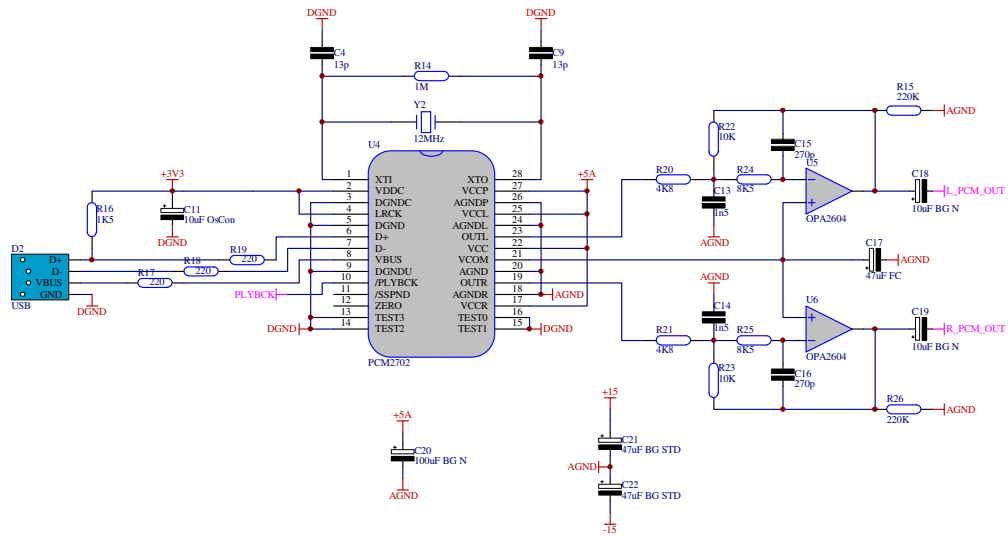 DGND
DGND
C4
13p
C9
13p
R14
1M
Y2
12MHz
R15
220K
AGND
R22
10K
C15
270p
U4
U5
+3V3
+5A
R20
4K8
R24
8K5
C18
L_PCM_OUT
10uF BG N
C13
1n5
OPA2604
AGND
R16
1K5
C11
10uF OsCon
DGND
1 XTI XTO 28
2 VDDC VCCP 27
3 DGNDC AGNDP 26
4 LRCK VCCL 25
5 DGND AGNDL 24
6 D+ OUTL 23
7 D- VCC 22
8 VBUS VCOM 21
9 DGNDU AGND 20
10 /PLYBCK OUTR 19
11 /SSPND AGNDR 18
12 ZERO VCCR 17
13 TEST3 TEST0 16
14 TEST2 TEST1 15
PCM2702
D2
D+
D-
VBUS
GND
USB
R19
220
R18
220
R17
220
DGND
PLYBCK
DGND
AGND
DGND
C17
AGND
47uF FC
AGND
C14
1n5
U6
R21
4K8
R25
8K5
C19
R_PCM_OUT
10uF BG N
OPA2604
R23
10K
C16
270p
R26
220K
AGND
+5A
C20
100uF BG N
AGND
+15
C21
47uF BG STD
AGND
C22
47uF BG STD
-15